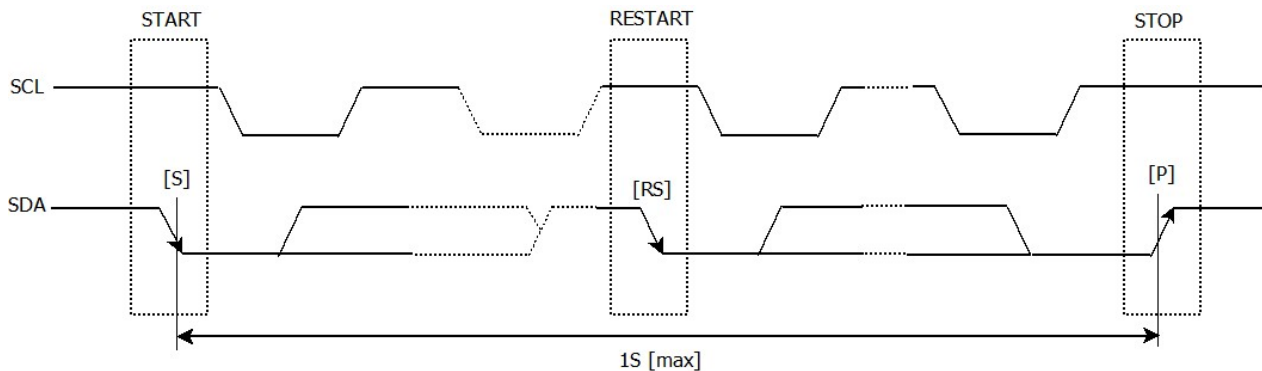 START RESTART STOP
SCL
[S] [RS] [P]
SDA
1S [max]